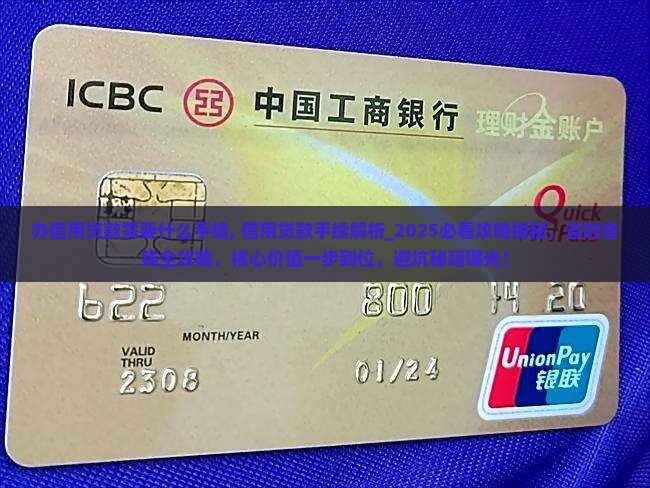 ICBC 中国工商银行
理财金账户
Quick
Pass
办信用贷款需要什么手续, 信用贷款手续解析_2025必看攻略揭秘, 省时省
钱全攻略, 核心价值一步到位, 避坑秘籍曝光!
622 800 14 20
MONTH/YEAR
VALID
THRU
2308 01/24
UnionPay
银联